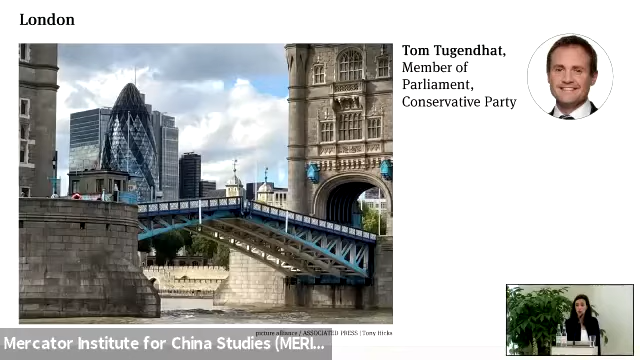 London
Tom Tugendhat,
Member of
Parliament,
Conservative Party
picture alliance / ASSOCIATED PRESS | Tony Hicks
Mercator Institute for China Studies (MERI...